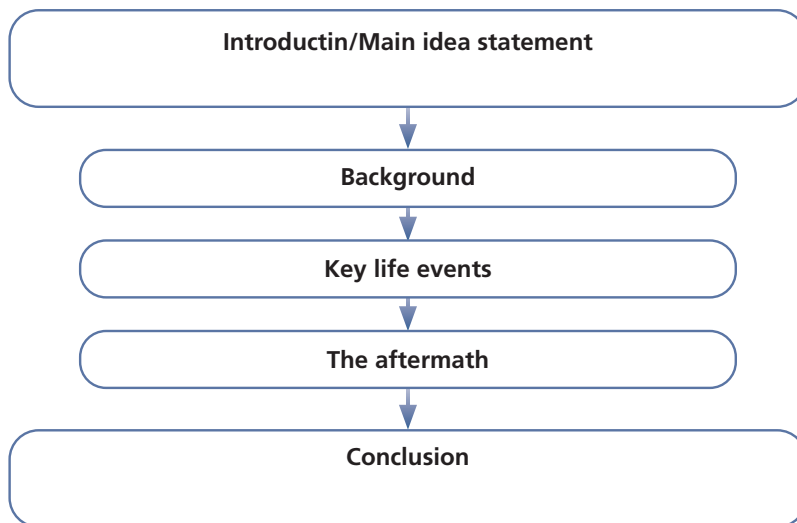 Introductin/Main idea statement
Background
Key life events
The aftermath
Conclusion